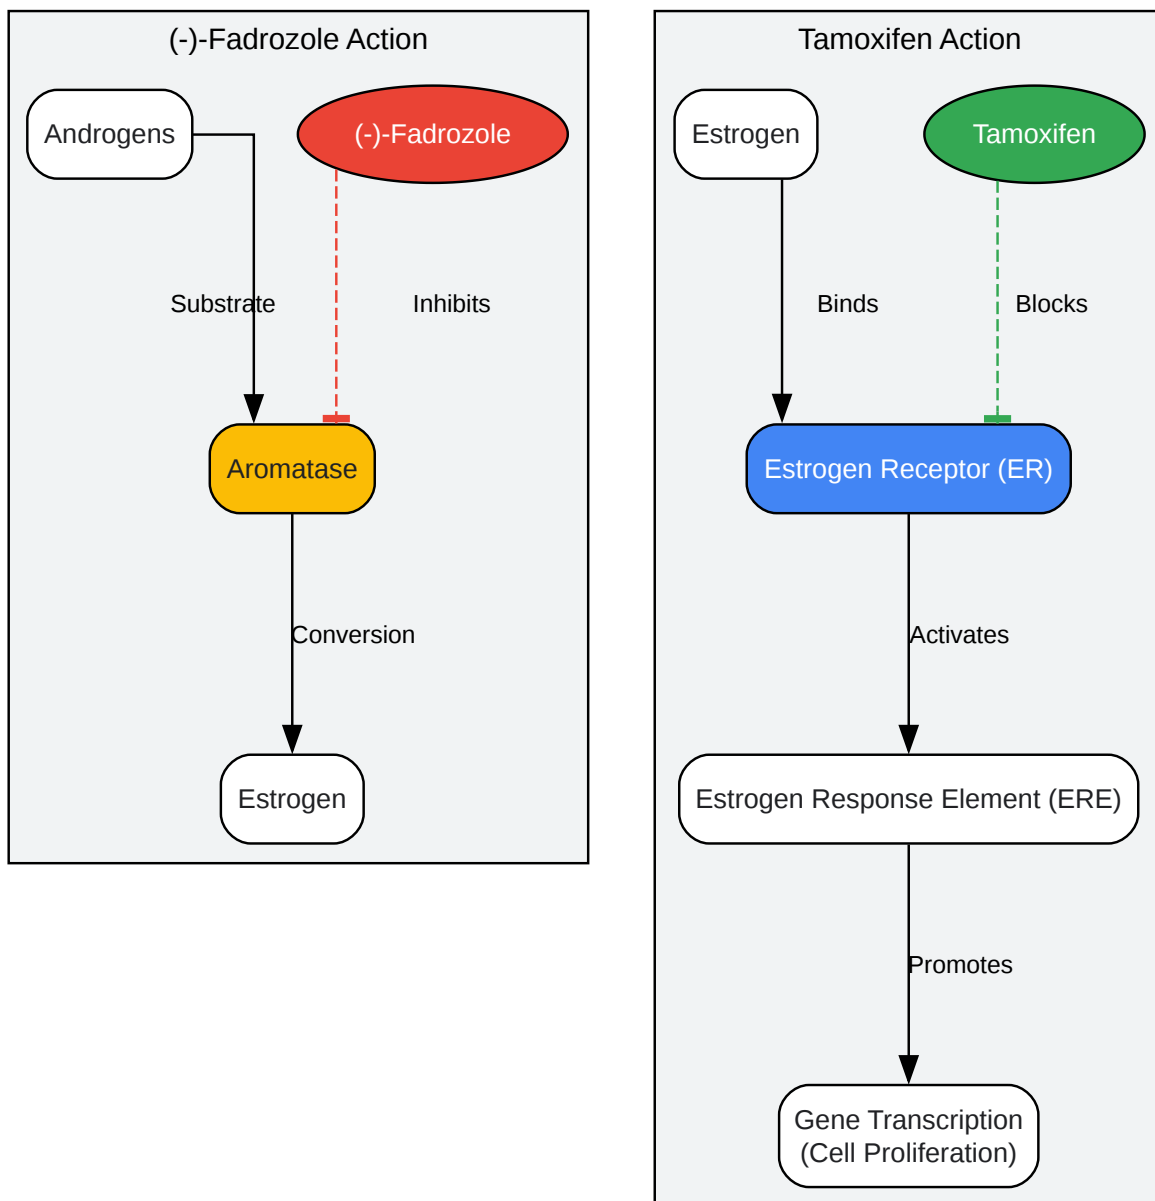 (-)-Fadrozole Action
Androgens
(-)-Fadrozole
Substrate
Inhibits
Aromatase
Conversion
Estrogen
Tamoxifen Action
Estrogen
Tamoxifen
Binds
Blocks
Estrogen Receptor (ER)
Activates
Estrogen Response Element (ERE)
Promotes
Gene Transcription
(Cell Proliferation)